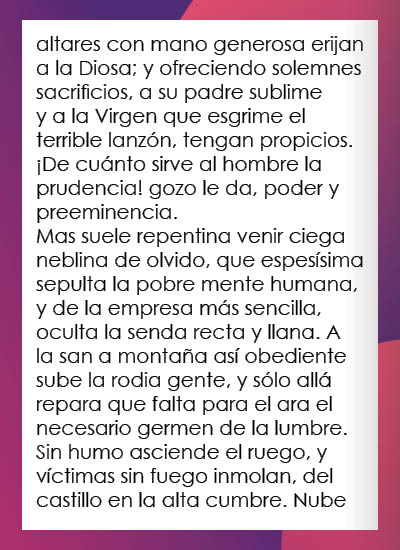 altares con mano generosa erijan
a la Diosa; y ofreciendo solemnes
sacrificios, a su padre sublime
y a la Virgen que esgrime el
terrible lanzón, tengan propicios.
¡De cuánto sirve al hombre la
prudencia! gozo le da, poder y
preeminencia.
Mas suele repentina venir ciega
neblina de olvido, que espesísima
sepulta la pobre mente humana,
y de la empresa más sencilla,
oculta la senda recta y llana. A
la san a montaña así obediente
sube la rodia gente, y sólo allá
repara que falta para el ara el
necesario germen de la lumbre.
Sin humo asciende el ruego, y
víctimas sin fuego inmolan, del
castillo en la alta cumbre. Nube